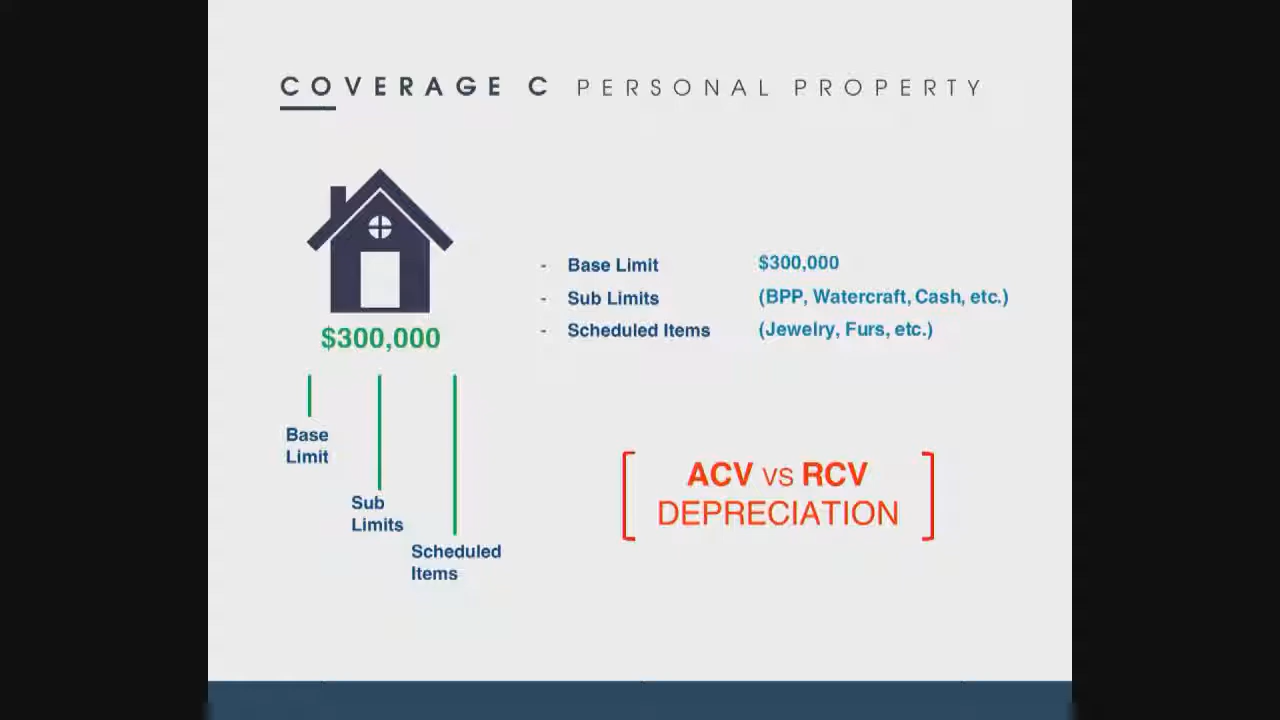 COVERAGE C PERSONAL PROPERTY
$300,000
Base
Limit
Sub
Limits
Scheduled
Items
- Base Limit $300,000
- Sub Limits (BPP, Watercraft, Cash, etc.)
- Scheduled Items (Jewelry, Furs, etc.)
ACV VS RCV
DEPRECIATION